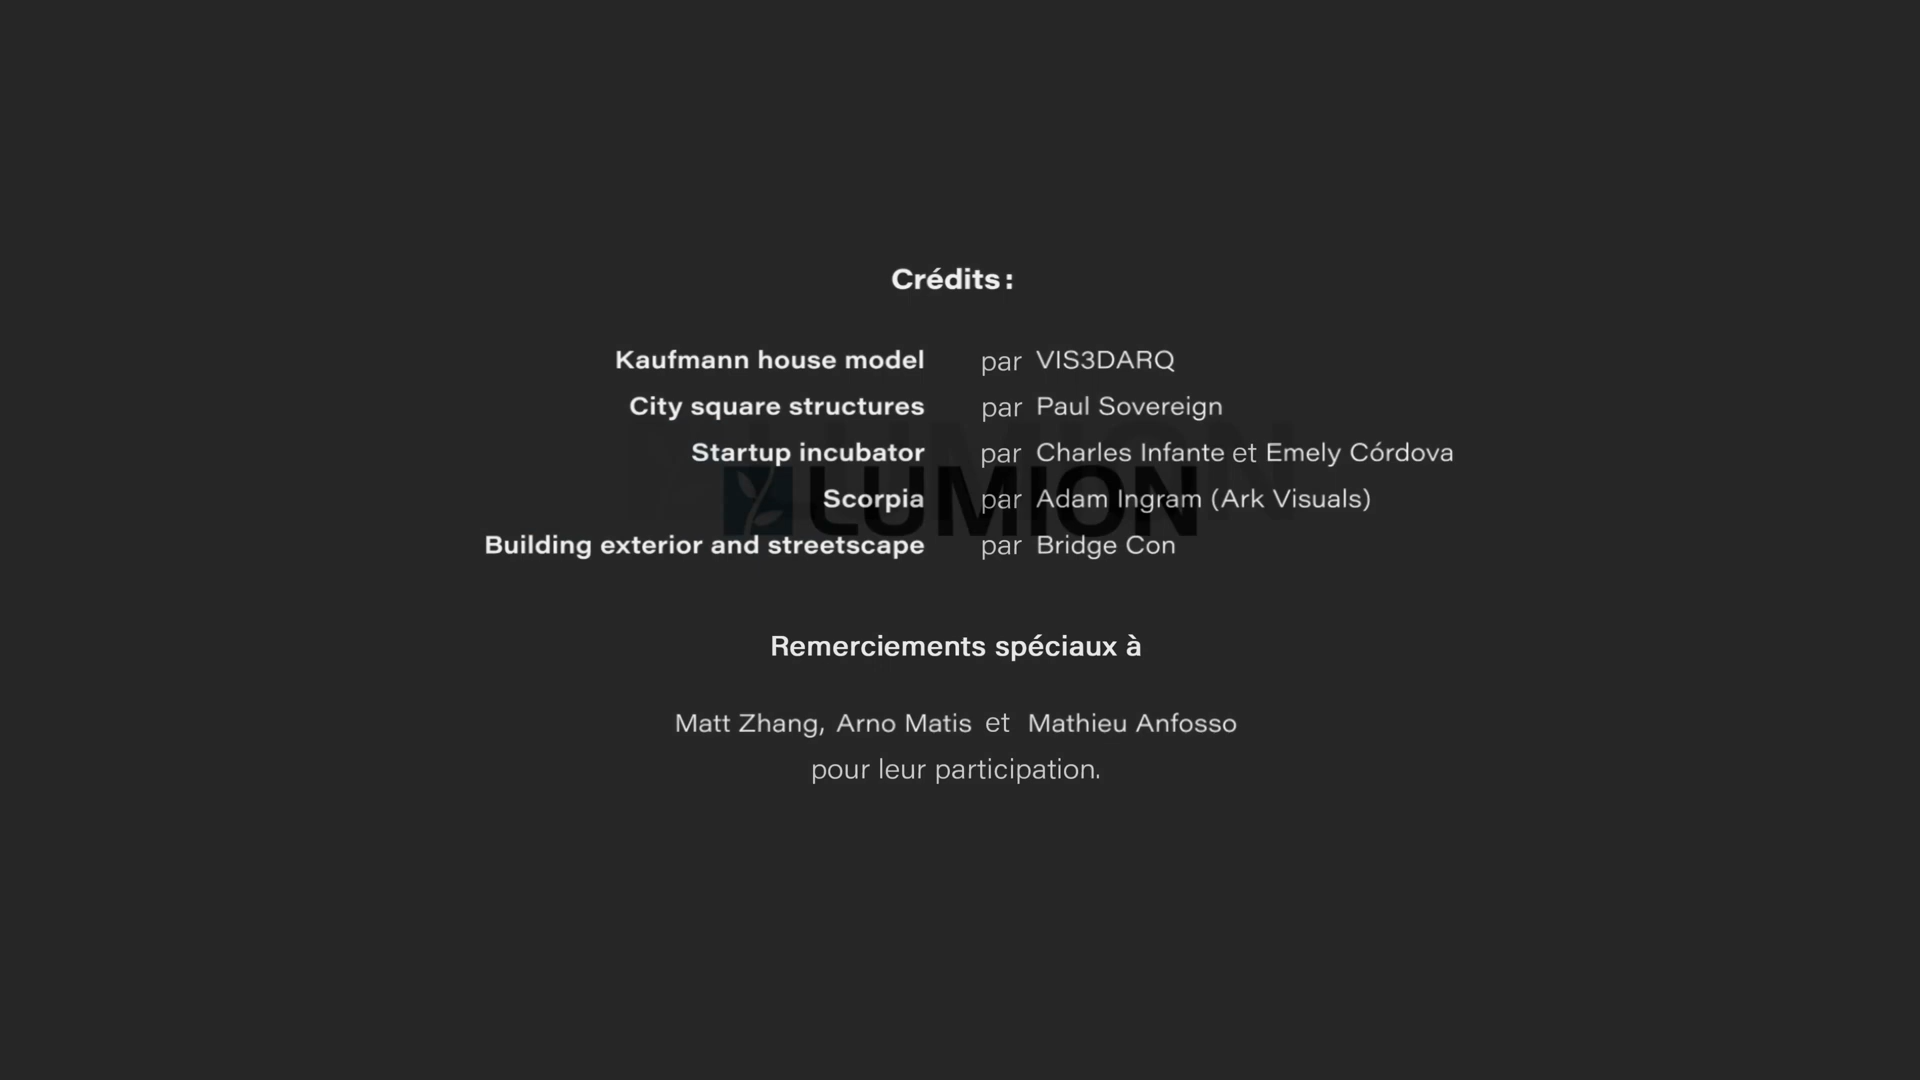 Crédits :
Kaufmann house model par VIS3DARQ
City square structures par Paul Sovereign
Startup incubator par Charles Infante et Emely Córdova
LUMION
Scorpia par Adam Ingram (Ark Visuals)
Building exterior and streetscape par Bridge Con
Remerciements spéciaux à
Matt Zhang, Arno Matis et Mathieu Anfosso
pour leur participation.